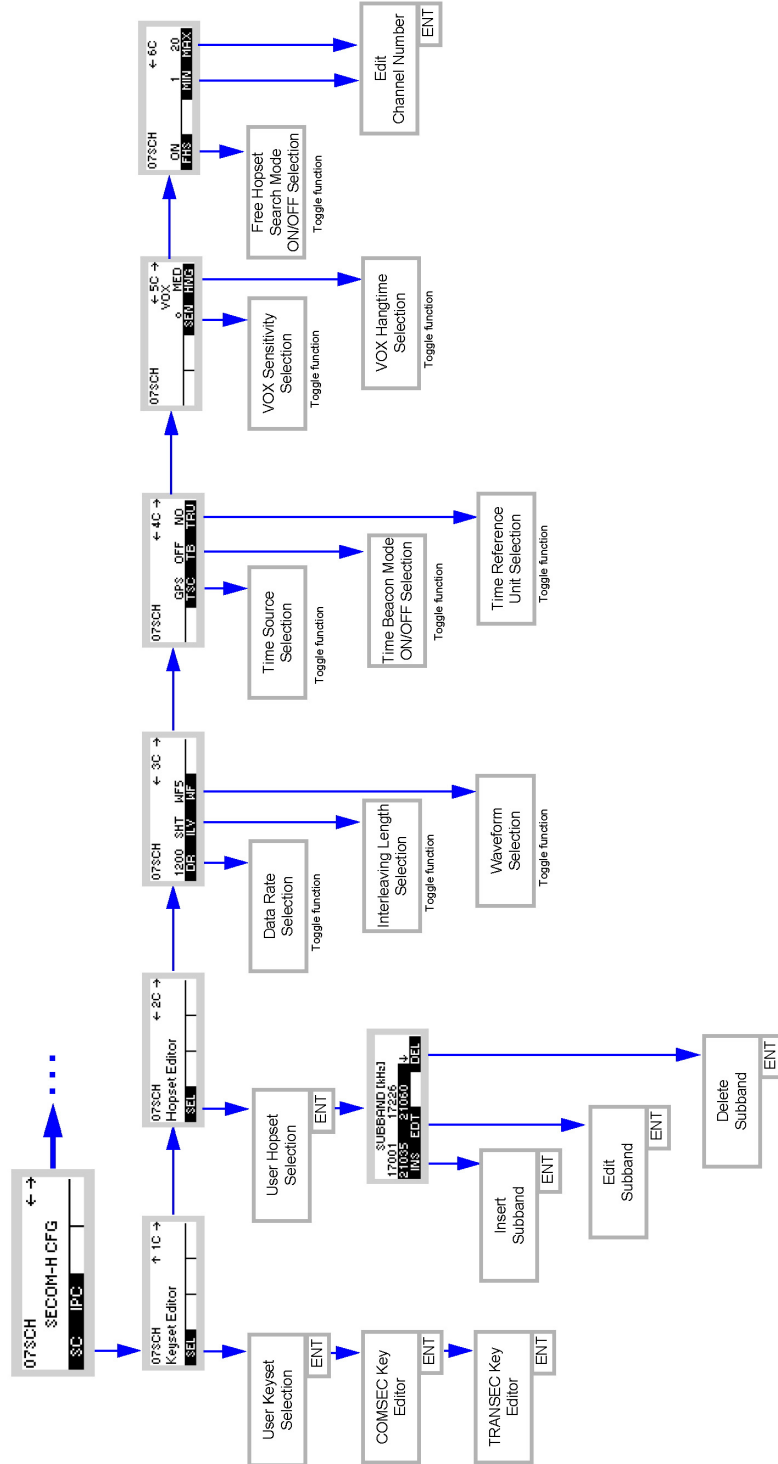 07SCH ← →
SECOM-H CFG
SC IPC
07SCH ↑ 1C →
Keyset Editor
SEL
User Keyset
Selection
ENT
COMSEC Key
Editor
ENT
TRANSEC Key
Editor
ENT
07SCH ← 2C →
Hopset Editor
SEL
User Hopset
Selection
ENT
SUBBAND [kHz]
17001 17226
21035 21060 ↓
INS EDT DEL
Insert
Subband
ENT
Edit
Subband
ENT
Delete
Subband
ENT
07SCH ← 3C →
1200 SHT WF5
DR ILV WF
Data Rate
Selection
Toggle function
Interleaving Length
Selection
Toggle function
Waveform
Selection
Toggle function
07SCH ← 4C →
GPS OFF NO
TSC TB TRU
Time Source
Selection
Toggle function
Time Beacon Mode
ON/OFF Selection
Toggle function
Time Reference
Unit Selection
Toggle function
07SCH ← 5C →
VOX
MED
SEN HNG
VOX Sensitivity
Selection
Toggle function
VOX Hangtime
Selection
Toggle function
07SCH ← 6C
ON 1 20
FHS MIN MAX
Free Hopset
Search Mode
ON/OFF Selection
Toggle function
Edit
Channel Number
ENT